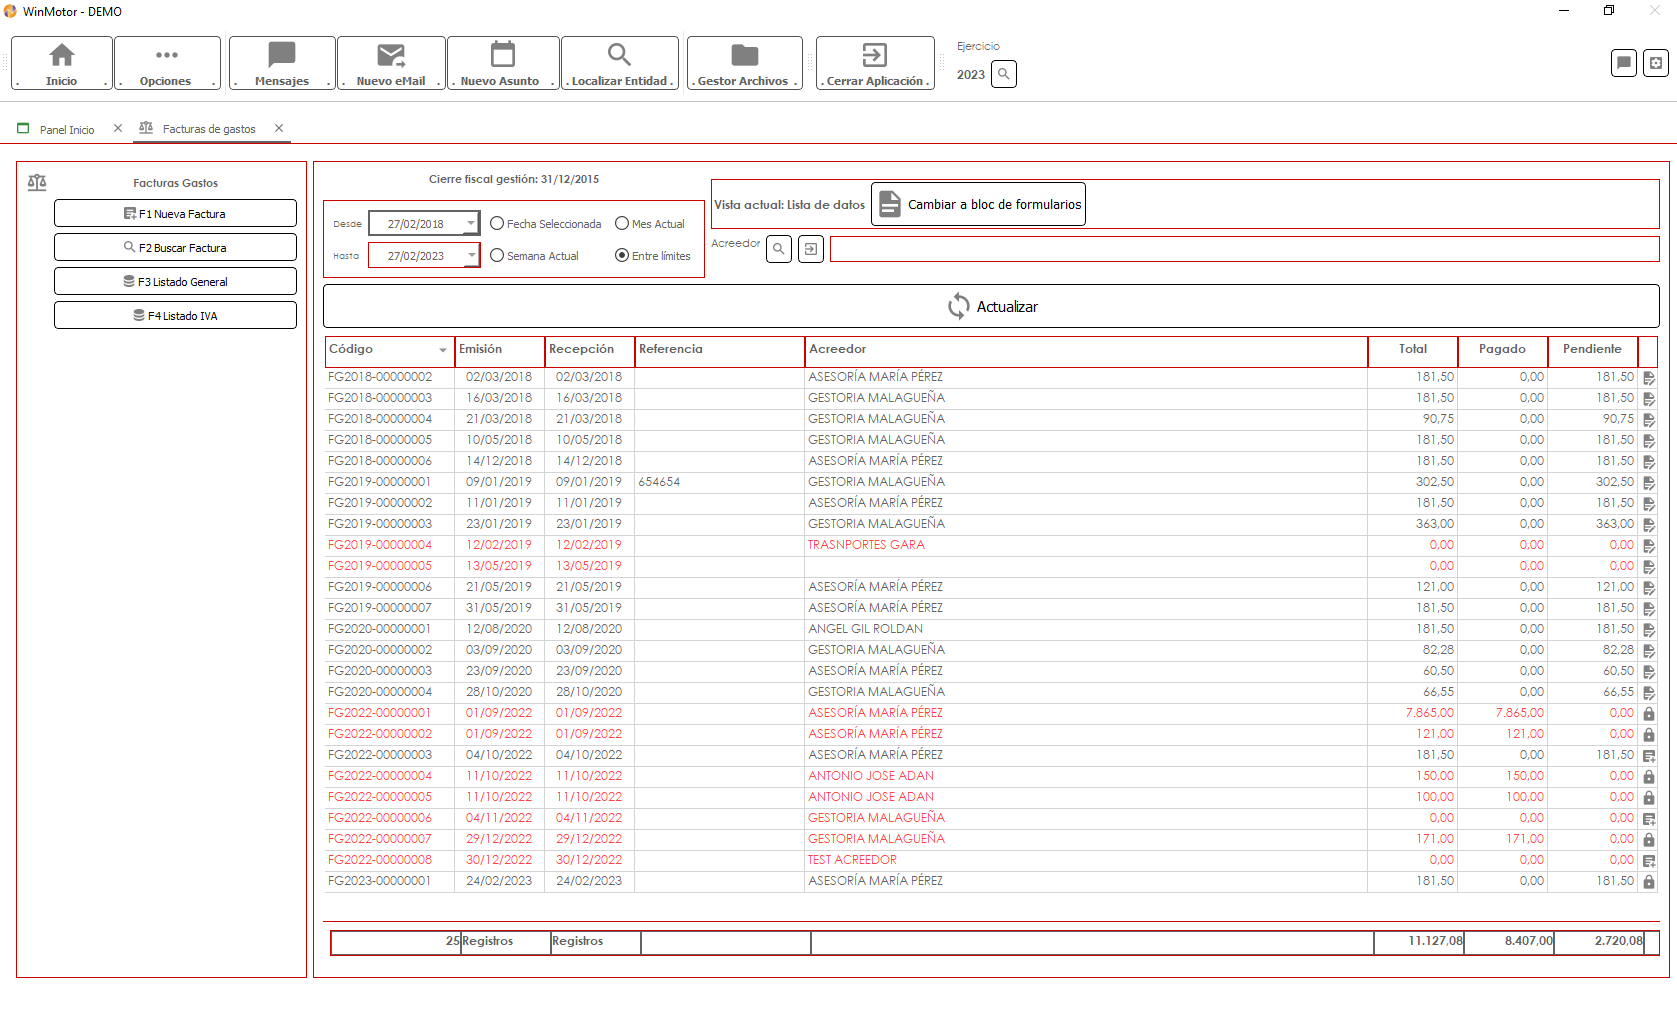 WinMotor - DEMO
. Inicio . . Opciones . . Mensajes . . Nuevo eMail . . Nuevo Asunto . . Localizar Entidad . . Gestor Archivos . . Cerrar Aplicación . Ejercicio
2023
Panel Inicio Facturas de gastos
Facturas Gastos
F1 Nueva Factura
F2 Buscar Factura
F3 Listado General
F4 Listado IVA
Cierre fiscal gestión: 31/12/2015
Desde 27/02/2018 Fecha Seleccionada Mes Actual
Hasta 27/02/2023 Semana Actual Entre límites
Vista actual: Lista de datos Cambiar a bloc de formularios
Acreedor
Actualizar
Código Emisión Recepción Referencia Acreedor Total Pagado Pendiente
FG2018-00000002 02/03/2018 02/03/2018 ASESORÍA MARÍA PÉREZ 181,50 0,00 181,50
FG2018-00000003 16/03/2018 16/03/2018 GESTORIA MALAGUEÑA 181,50 0,00 181,50
FG2018-00000004 21/03/2018 21/03/2018 GESTORIA MALAGUEÑA 90,75 0,00 90,75
FG2018-00000005 10/05/2018 10/05/2018 GESTORIA MALAGUEÑA 181,50 0,00 181,50
FG2018-00000006 14/12/2018 14/12/2018 ASESORÍA MARÍA PÉREZ 181,50 0,00 181,50
FG2019-00000001 09/01/2019 09/01/2019 654654 GESTORIA MALAGUEÑA 302,50 0,00 302,50
FG2019-00000002 11/01/2019 11/01/2019 ASESORÍA MARÍA PÉREZ 181,50 0,00 181,50
FG2019-00000003 23/01/2019 23/01/2019 GESTORIA MALAGUEÑA 363,00 0,00 363,00
FG2019-00000004 12/02/2019 12/02/2019 TRASNPORTES GARA 0,00 0,00 0,00
FG2019-00000005 13/05/2019 13/05/2019 0,00 0,00 0,00
FG2019-00000006 21/05/2019 21/05/2019 ASESORÍA MARÍA PÉREZ 121,00 0,00 121,00
FG2019-00000007 31/05/2019 31/05/2019 ASESORÍA MARÍA PÉREZ 181,50 0,00 181,50
FG2020-00000001 12/08/2020 12/08/2020 ANGEL GIL ROLDAN 181,50 0,00 181,50
FG2020-00000002 03/09/2020 03/09/2020 GESTORIA MALAGUEÑA 82,28 0,00 82,28
FG2020-00000003 23/09/2020 23/09/2020 ASESORÍA MARÍA PÉREZ 60,50 0,00 60,50
FG2020-00000004 28/10/2020 28/10/2020 GESTORIA MALAGUEÑA 66,55 0,00 66,55
FG2022-00000001 01/09/2022 01/09/2022 ASESORÍA MARÍA PÉREZ 7.865,00 7.865,00 0,00
FG2022-00000002 01/09/2022 01/09/2022 ASESORÍA MARÍA PÉREZ 121,00 121,00 0,00
FG2022-00000003 04/10/2022 04/10/2022 ASESORÍA MARÍA PÉREZ 181,50 0,00 181,50
FG2022-00000004 11/10/2022 11/10/2022 ANTONIO JOSE ADAN 150,00 150,00 0,00
FG2022-00000005 11/10/2022 11/10/2022 ANTONIO JOSE ADAN 100,00 100,00 0,00
FG2022-00000006 04/11/2022 04/11/2022 GESTORIA MALAGUEÑA 0,00 0,00 0,00
FG2022-00000007 29/12/2022 29/12/2022 GESTORIA MALAGUEÑA 171,00 171,00 0,00
FG2022-00000008 30/12/2022 30/12/2022 TEST ACREEDOR 0,00 0,00 0,00
FG2023-00000001 24/02/2023 24/02/2023 ASESORÍA MARÍA PÉREZ 181,50 0,00 181,50
25 Registros Registros 11.127,08 8.407,00 2.720,08